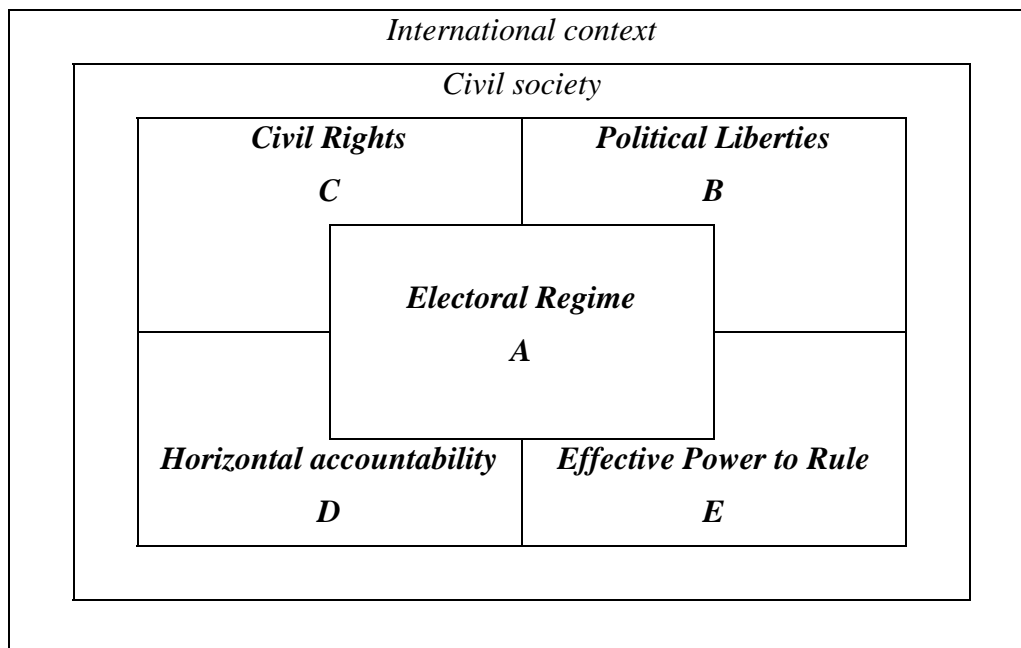 International context
Civil society
Civil Rights
C
Political Liberties
B
Electoral Regime
A
Horizontal accountability
D
Effective Power to Rule
E